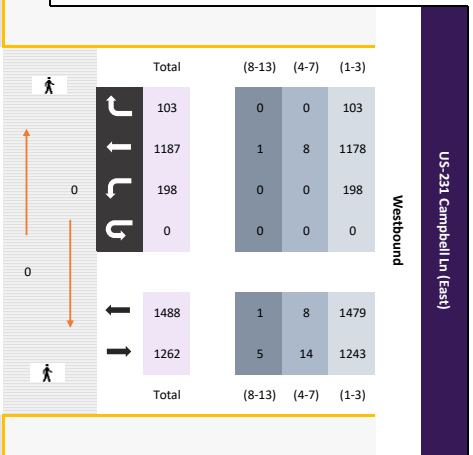 Total (8-13) (4-7) (1-3)
103 0 0 103
1187 1 8 1178
0 198 0 0 198
0 0 0 0
0
1488 1 8 1479
1262 5 14 1243
Total (8-13) (4-7) (1-3)
Westbound
US-231 Campbell Ln (East)